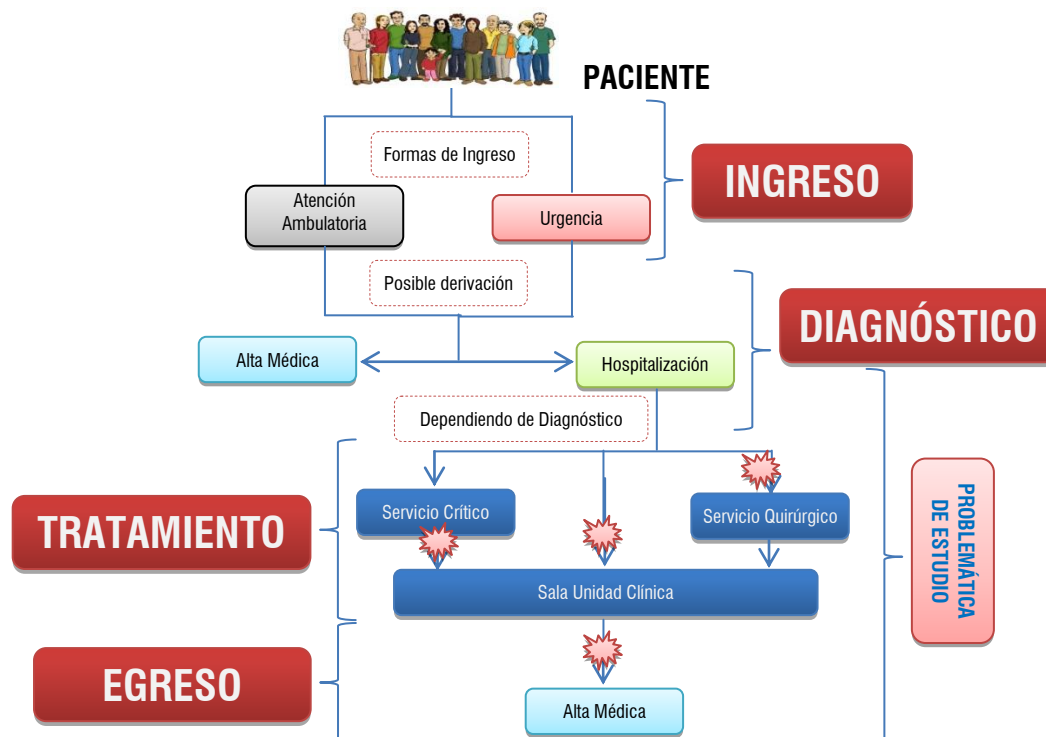 PACIENTE
Formas de Ingreso
INGRESO
Atención
Ambulatoria
Urgencia
Posible derivación
DIAGNÓSTICO
Alta Médica
Hospitalización
Dependiendo de Diagnóstico
TRATAMIENTO
Servicio Crítico
Servicio Quirúrgico
PROBLEMÁTICA
DE ESTUDIO
Sala Unidad Clínica
EGRESO
Alta Médica